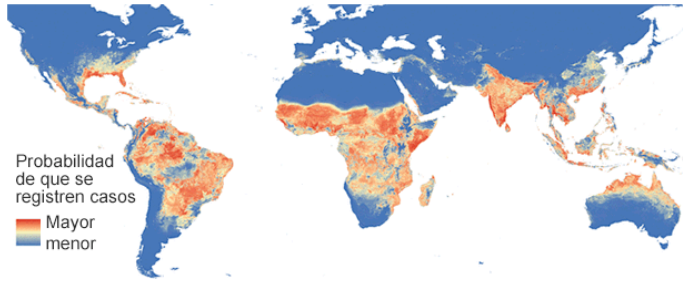 Probabilidad
de que se
registren casos
Mayor
menor